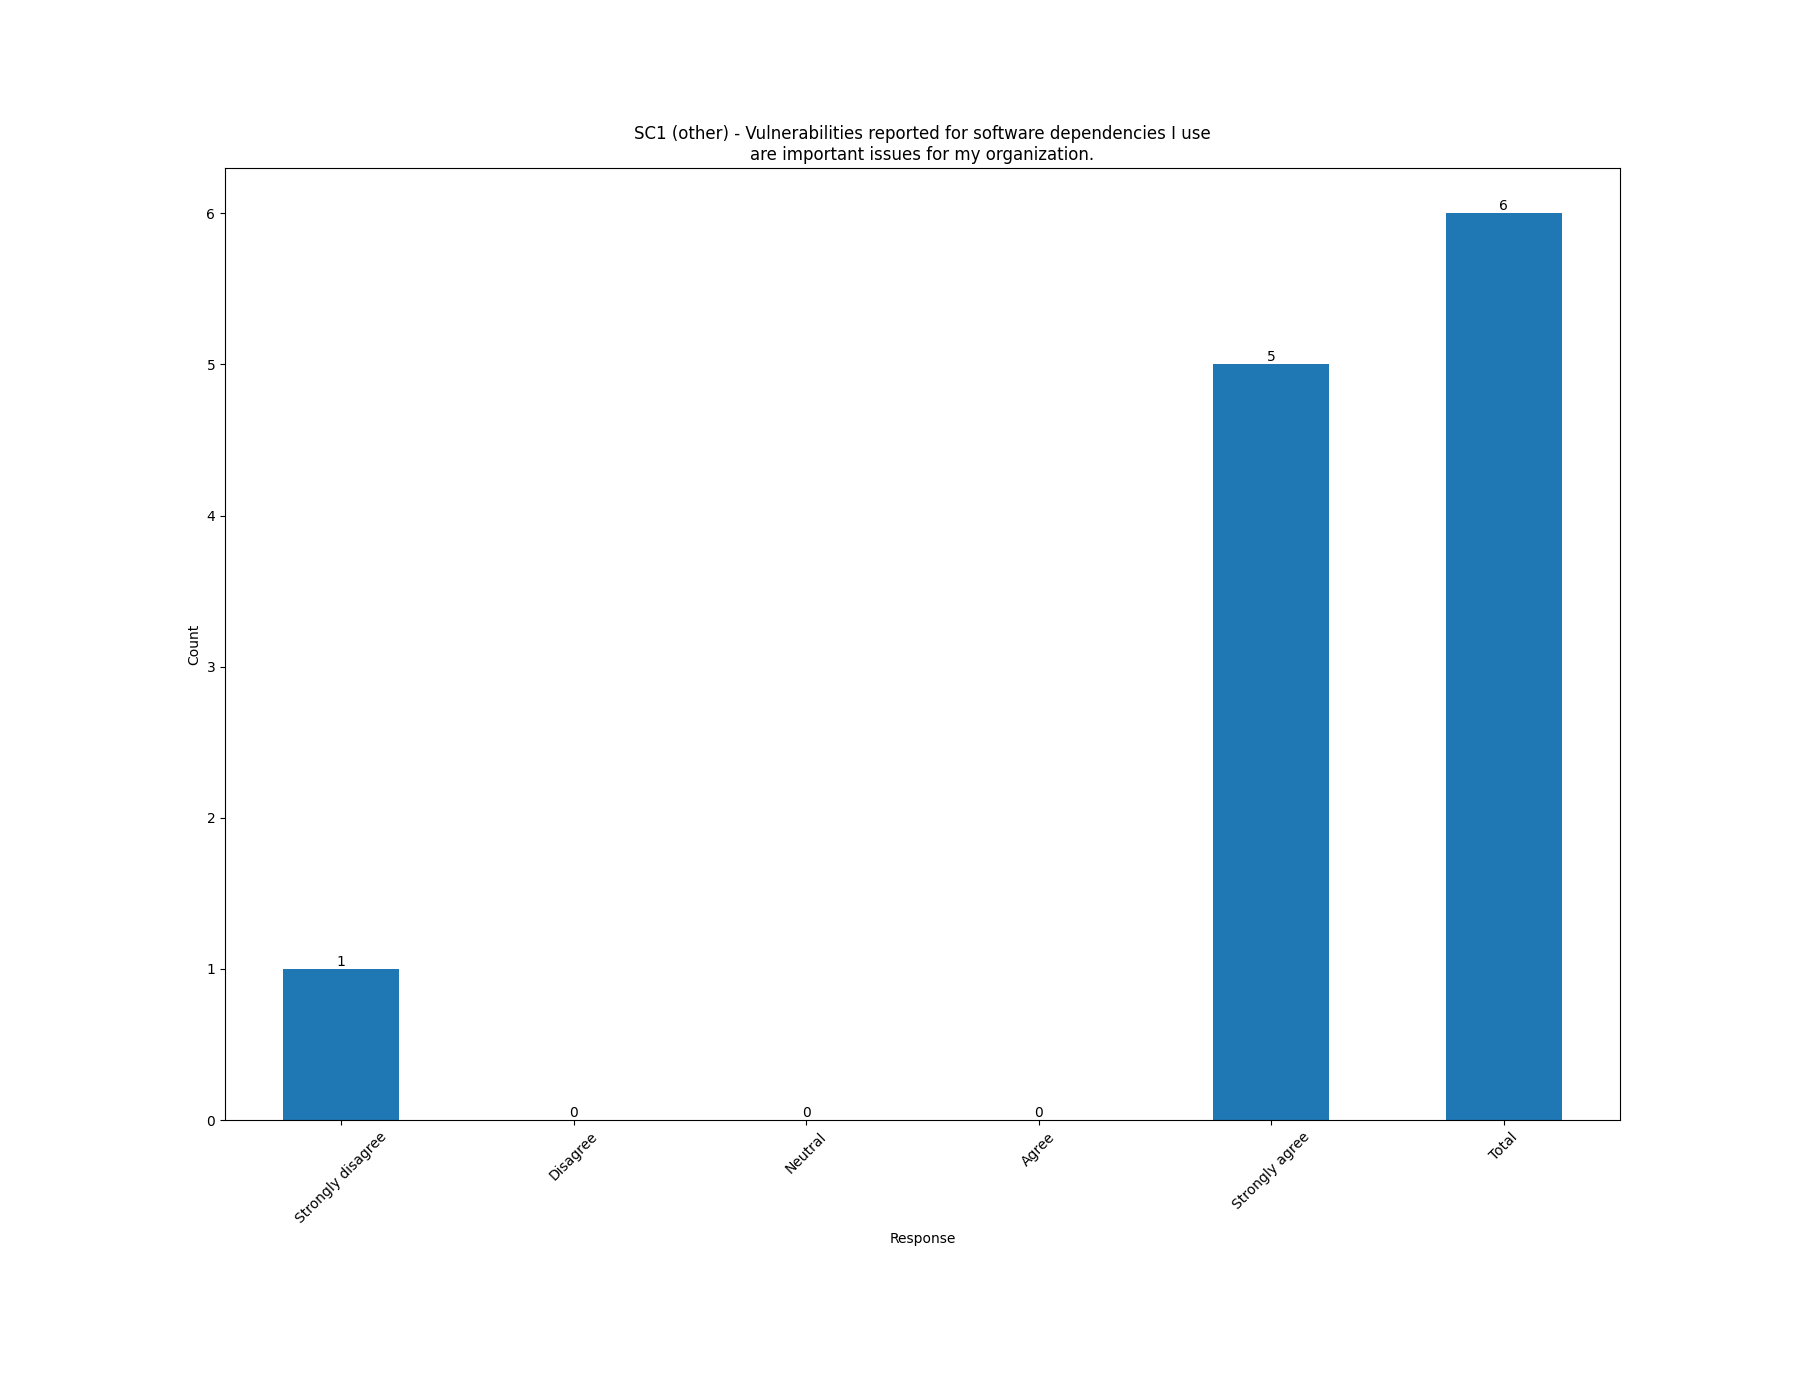 SC1 (other) - Vulnerabilities reported for software dependencies I use
are important issues for my organization.
6
5
4
3
2
1
0
Count
1
0
0
0
5
6
Strongly disagree
Disagree
Neutral
Agree
Strongly agree
Total
Response